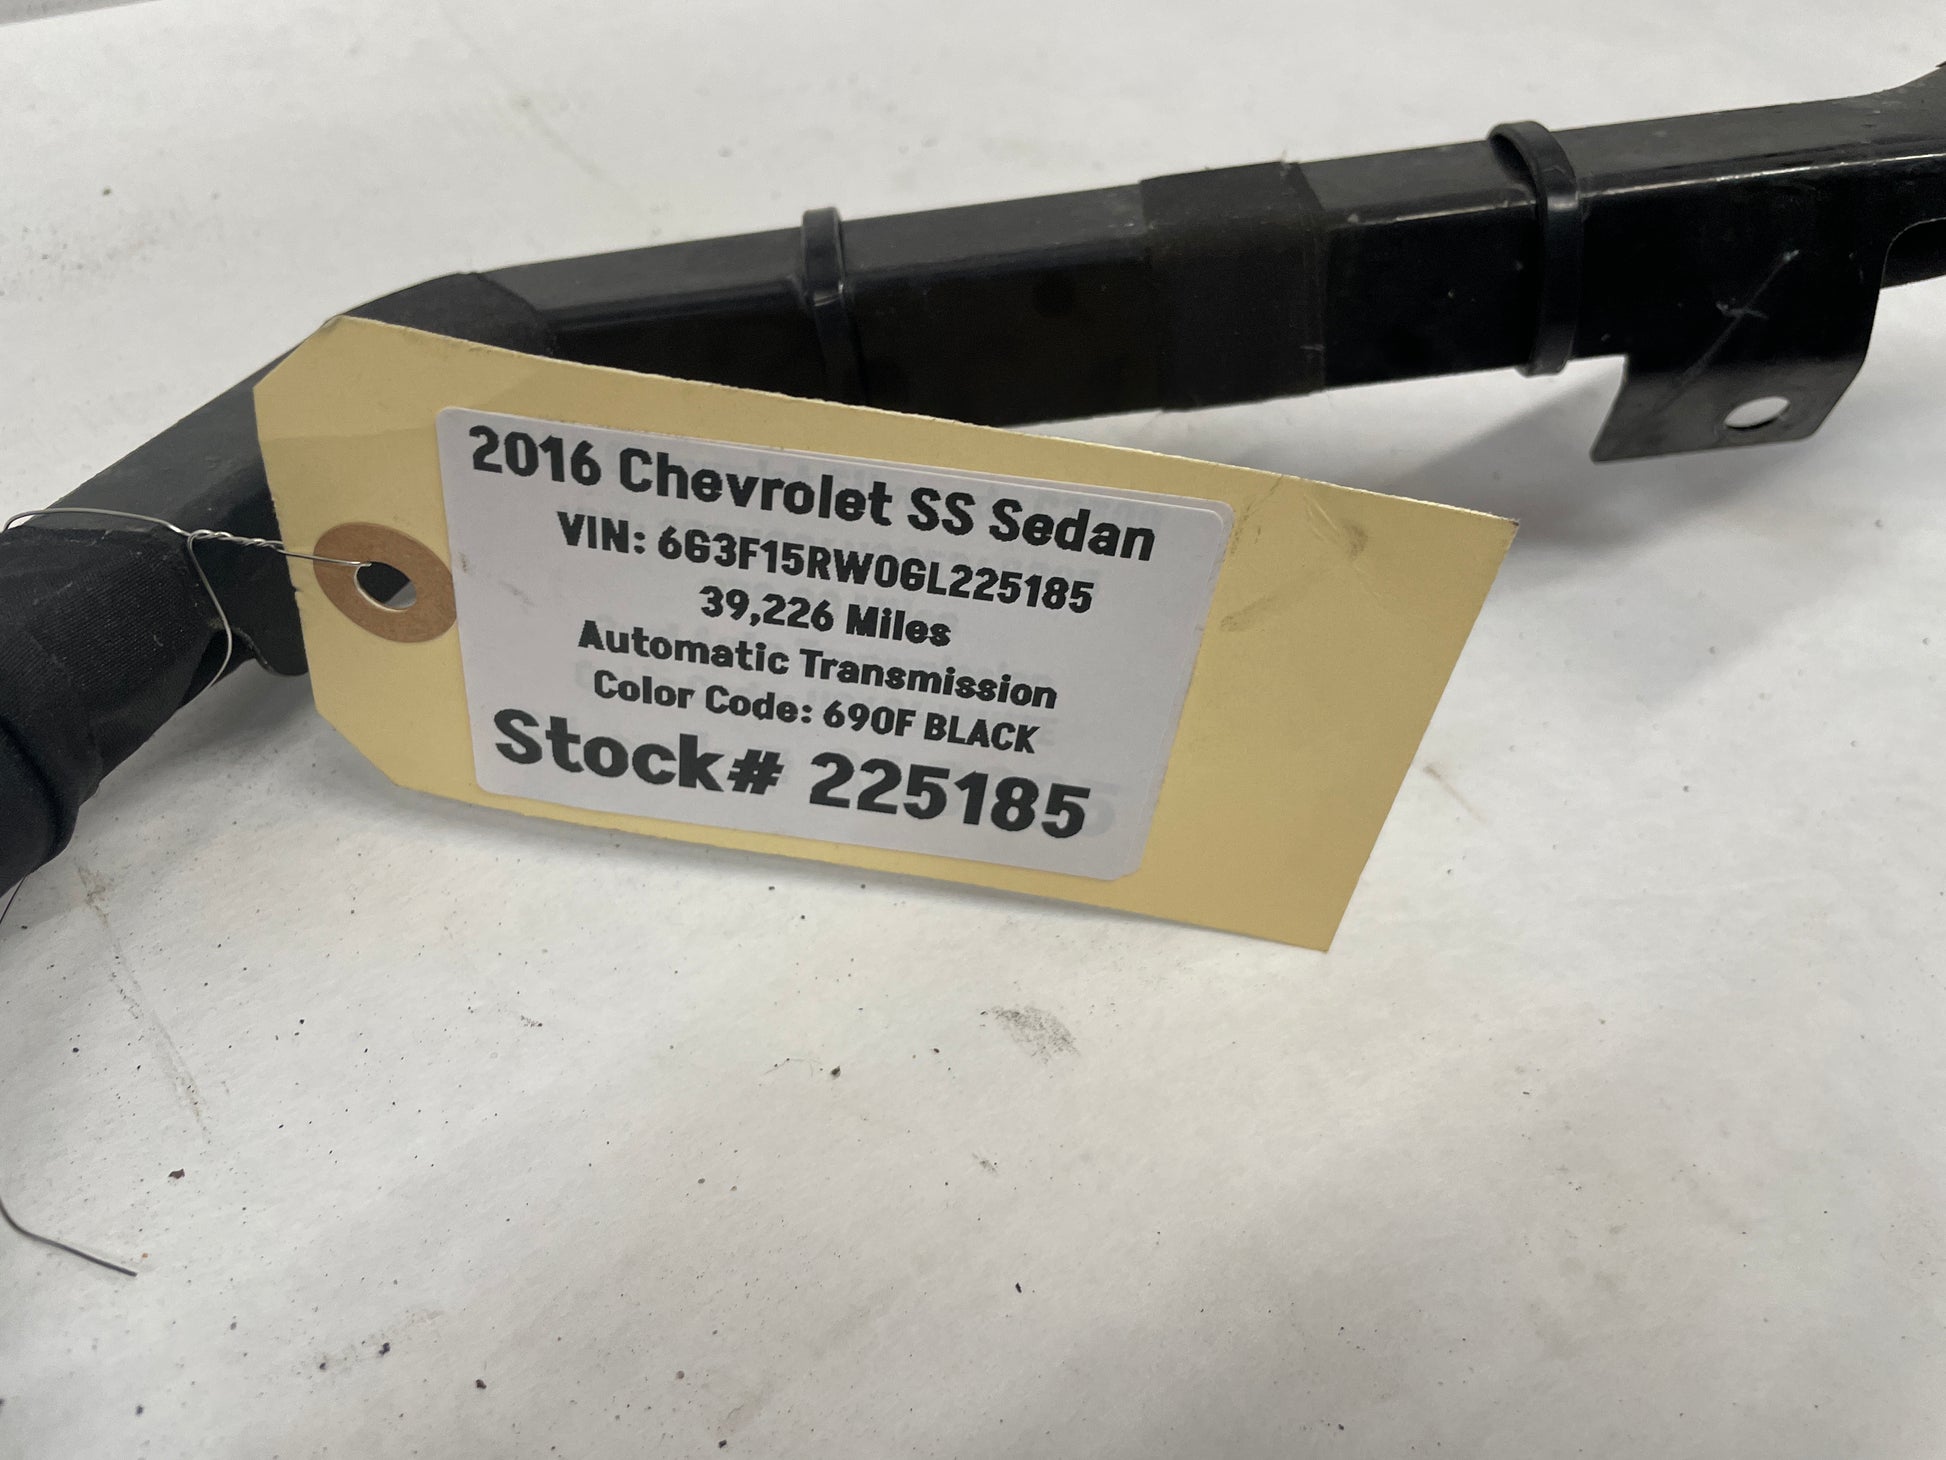 2016 Chevrolet SS Sedan
VIN: 6G3F15RW0GL225185
39,226 Miles
Automatic Transmission
Color Code: 690F BLACK
Stock# 225185